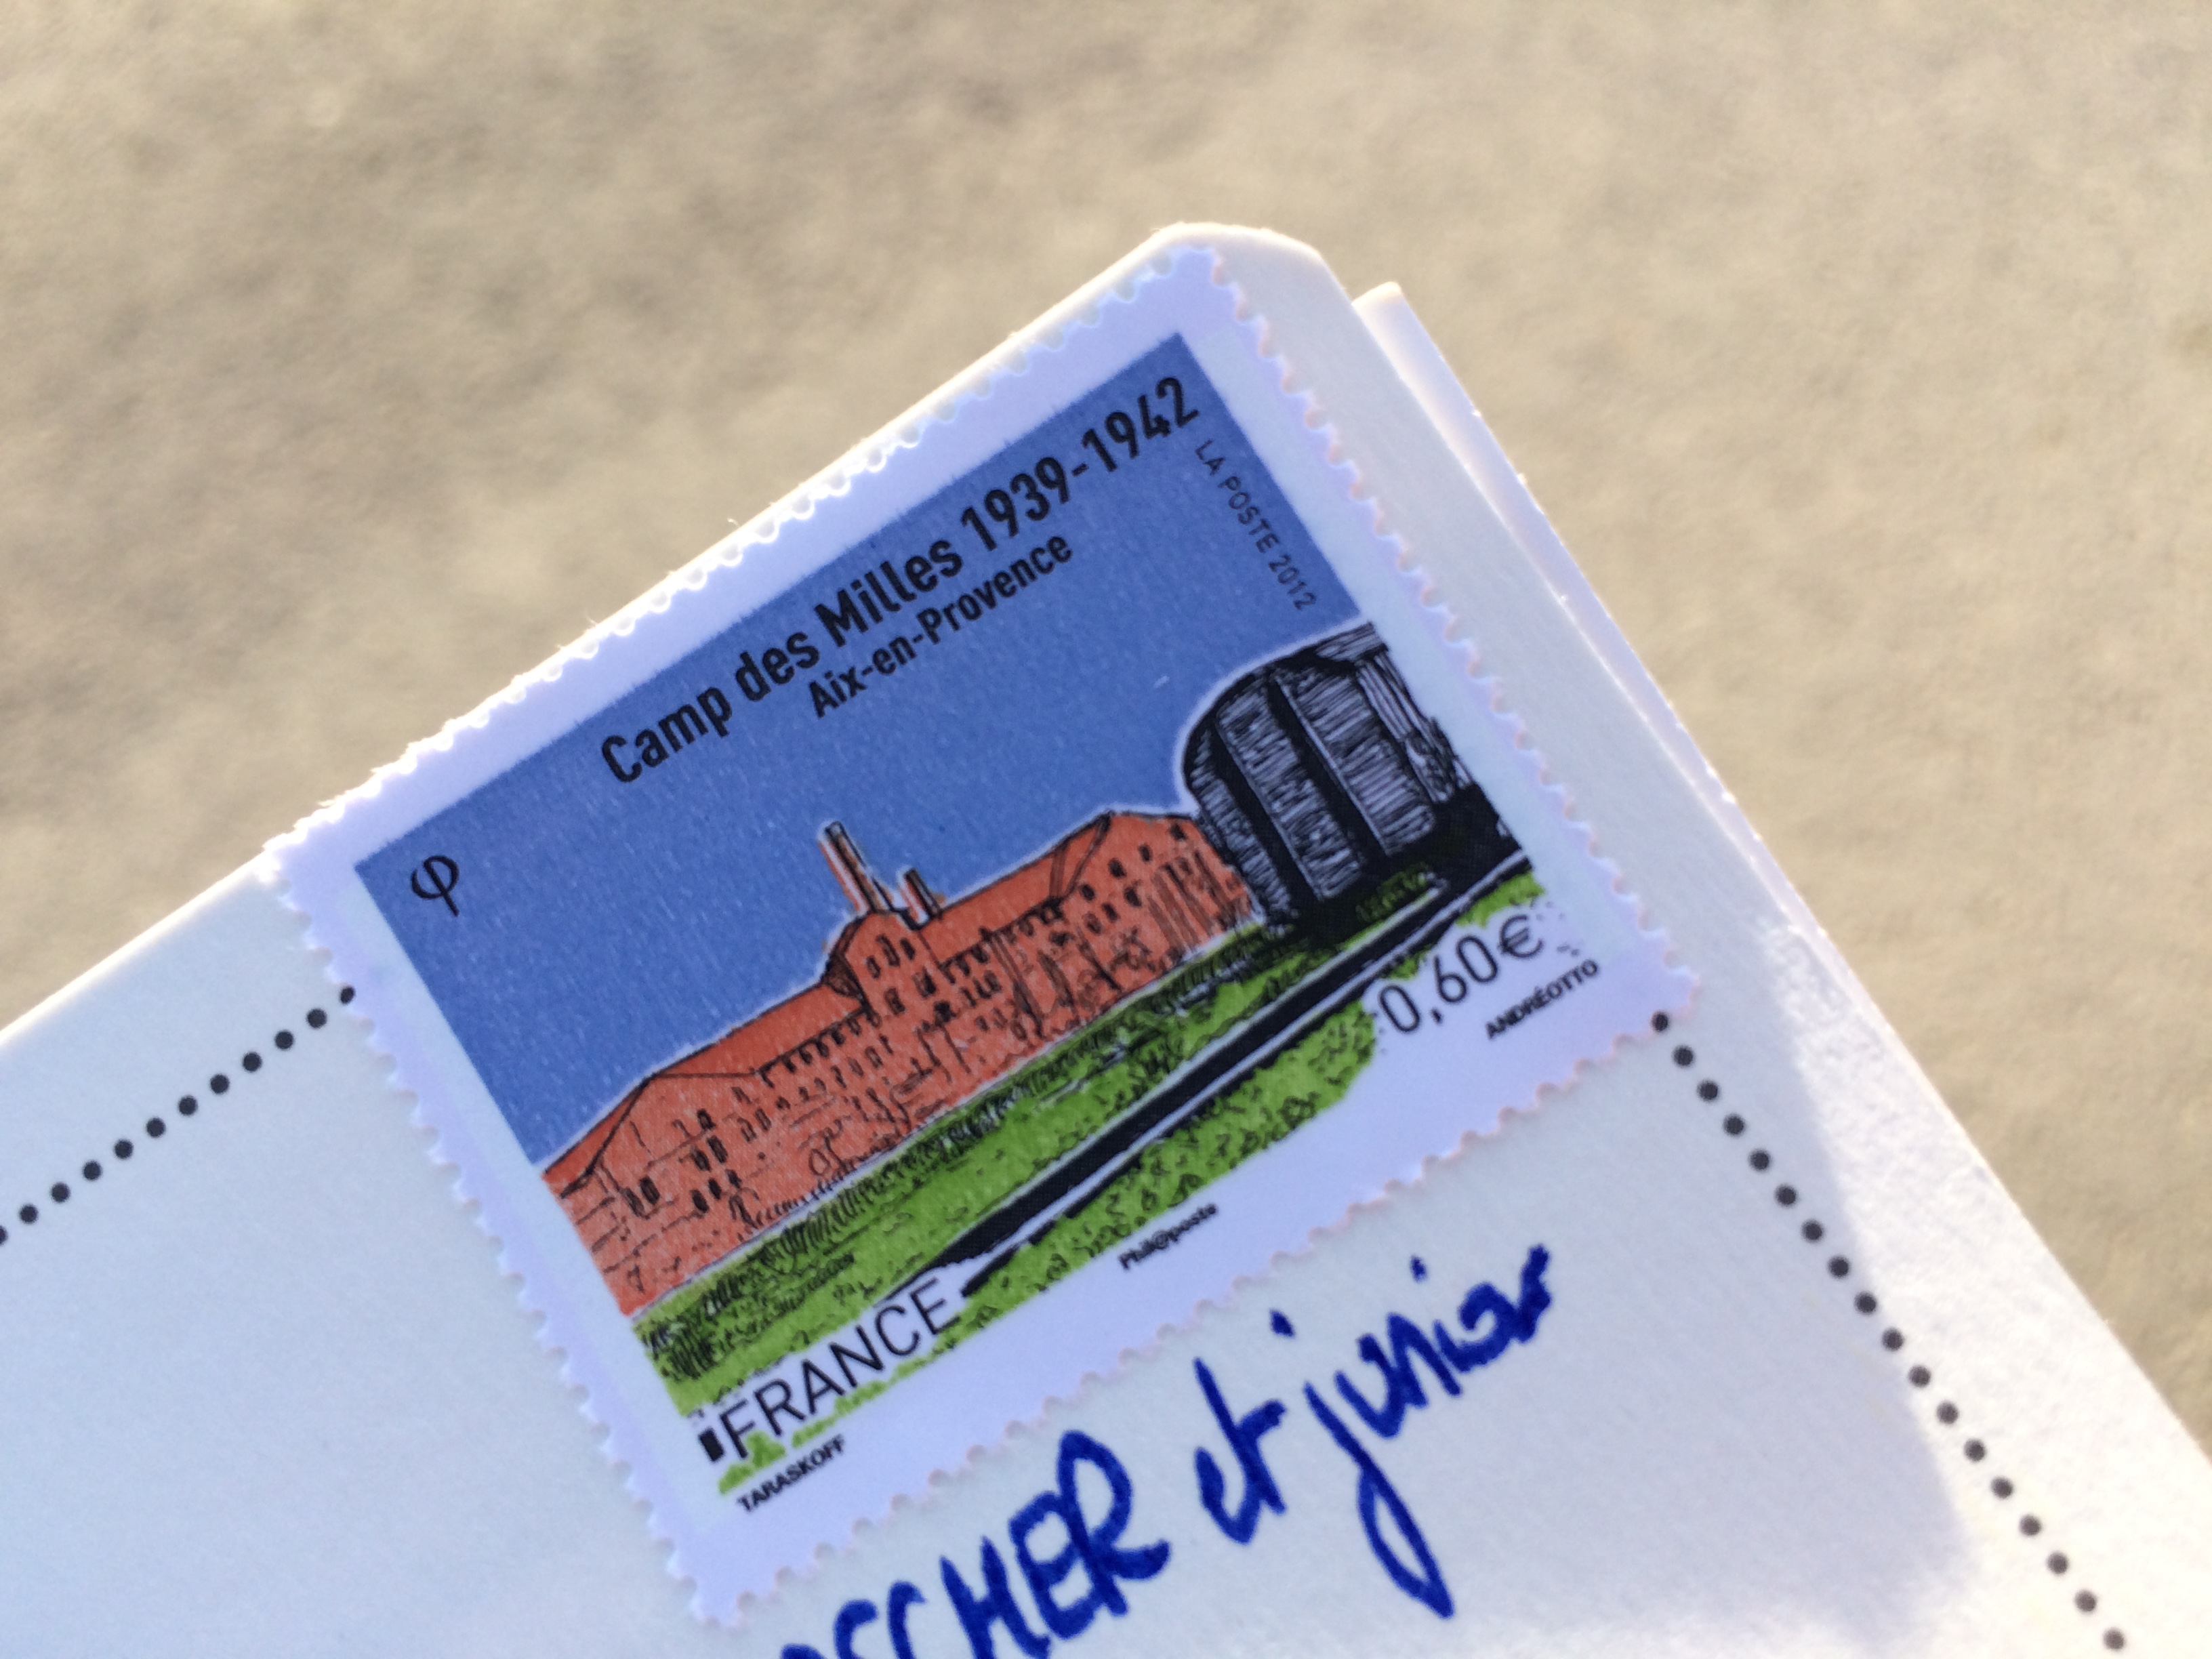 Camp des Milles 1939-1942
Aix-en-Provence
LA POSTE 2012
φ
0,60€
ANDRÉOTTO
Phil@poste
FRANCE
TARASKOFF
et junior